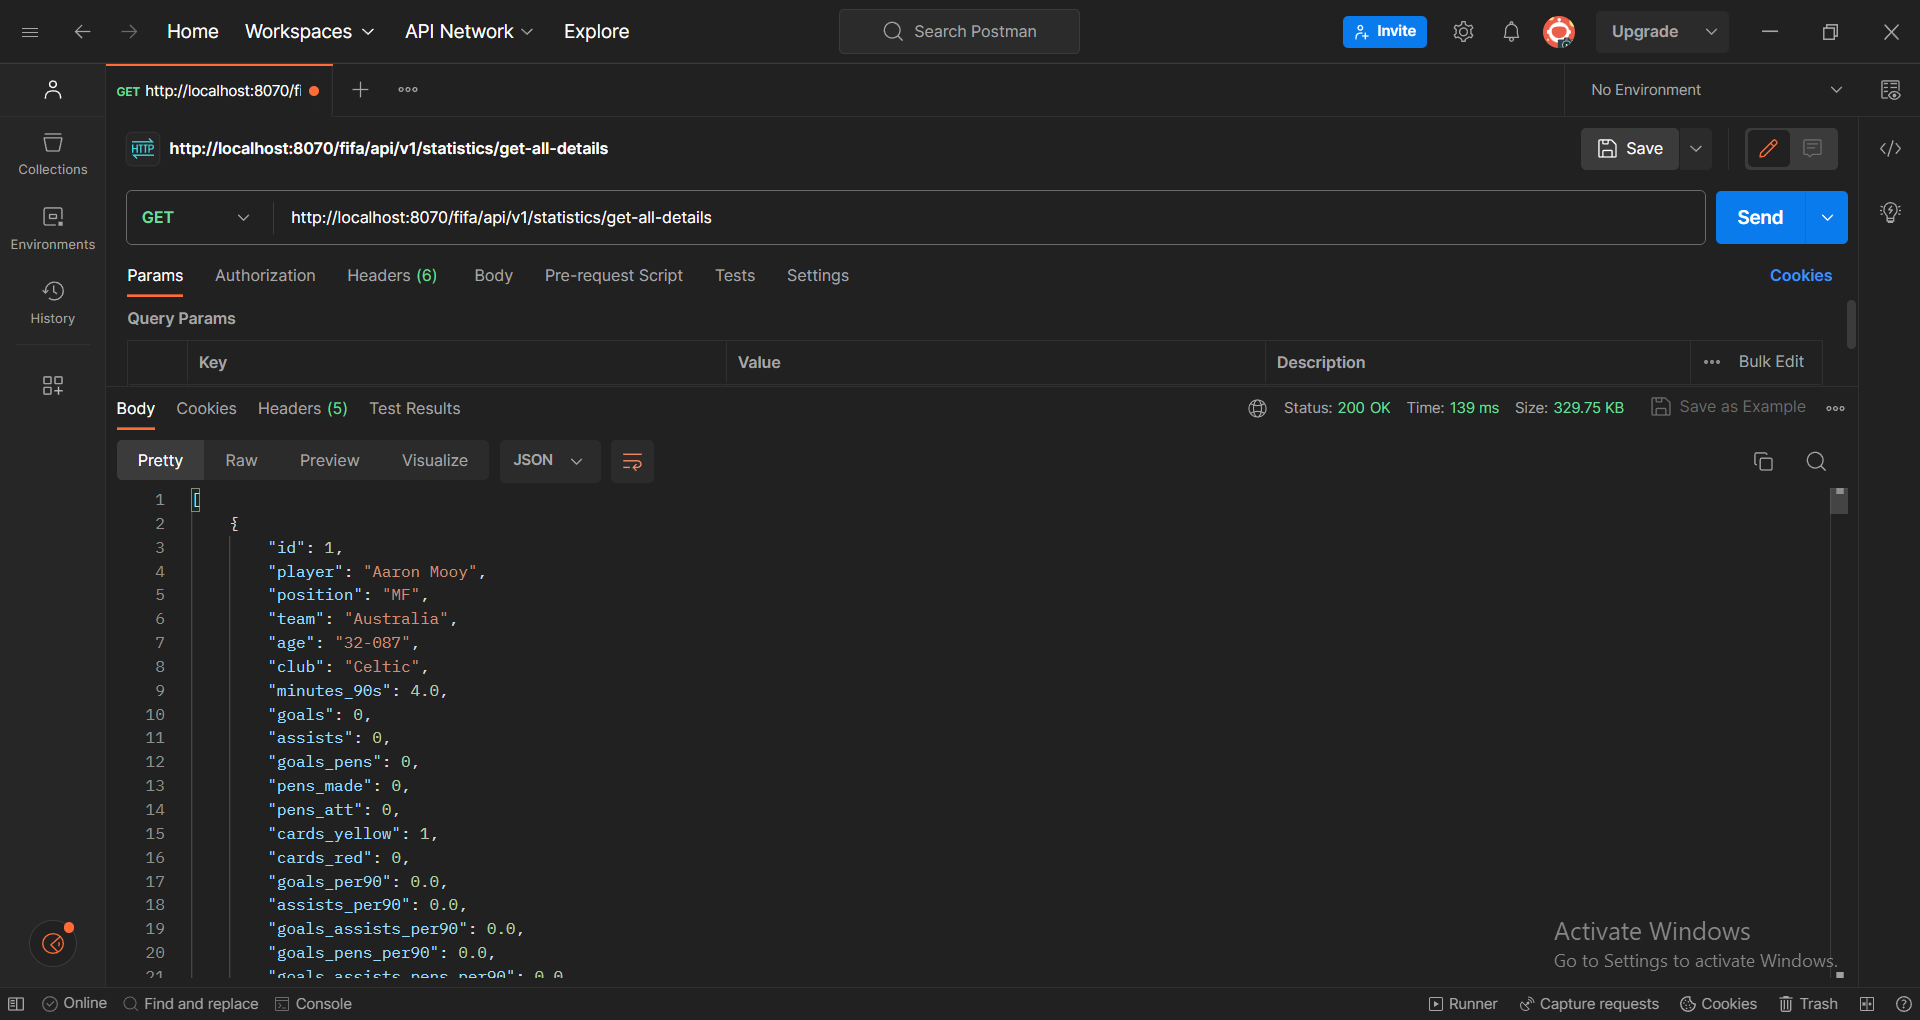 Home Workspaces API Network Explore Search Postman Invite Upgrade
GET http://localhost:8070/fi No Environment
HTTP http://localhost:8070/fifa/api/v1/statistics/get-all-details Save
Collections
GET http://localhost:8070/fifa/api/v1/statistics/get-all-details Send
Environments
Params Authorization Headers (6) Body Pre-request Script Tests Settings Cookies
History
Query Params
Key Value Description Bulk Edit
Body Cookies Headers (5) Test Results Status: 200 OK Time: 139 ms Size: 329.75 KB Save as Example
Pretty Raw Preview Visualize JSON
1 [
2 {
3 "id": 1,
4 "player": "Aaron Mooy",
5 "position": "MF",
6 "team": "Australia",
7 "age": "32-087",
8 "club": "Celtic",
9 "minutes_90s": 4.0,
10 "goals": 0,
11 "assists": 0,
12 "goals_pens": 0,
13 "pens_made": 0,
14 "pens_att": 0,
15 "cards_yellow": 1,
16 "cards_red": 0,
17 "goals_per90": 0.0,
18 "assists_per90": 0.0,
19 "goals_assists_per90": 0.0,
20 "goals_pens_per90": 0.0,
21 "goals_assists_pens_per90": 0.0
Activate Windows
Go to Settings to activate Windows.
Online Find and replace Console Runner Capture requests Cookies Trash